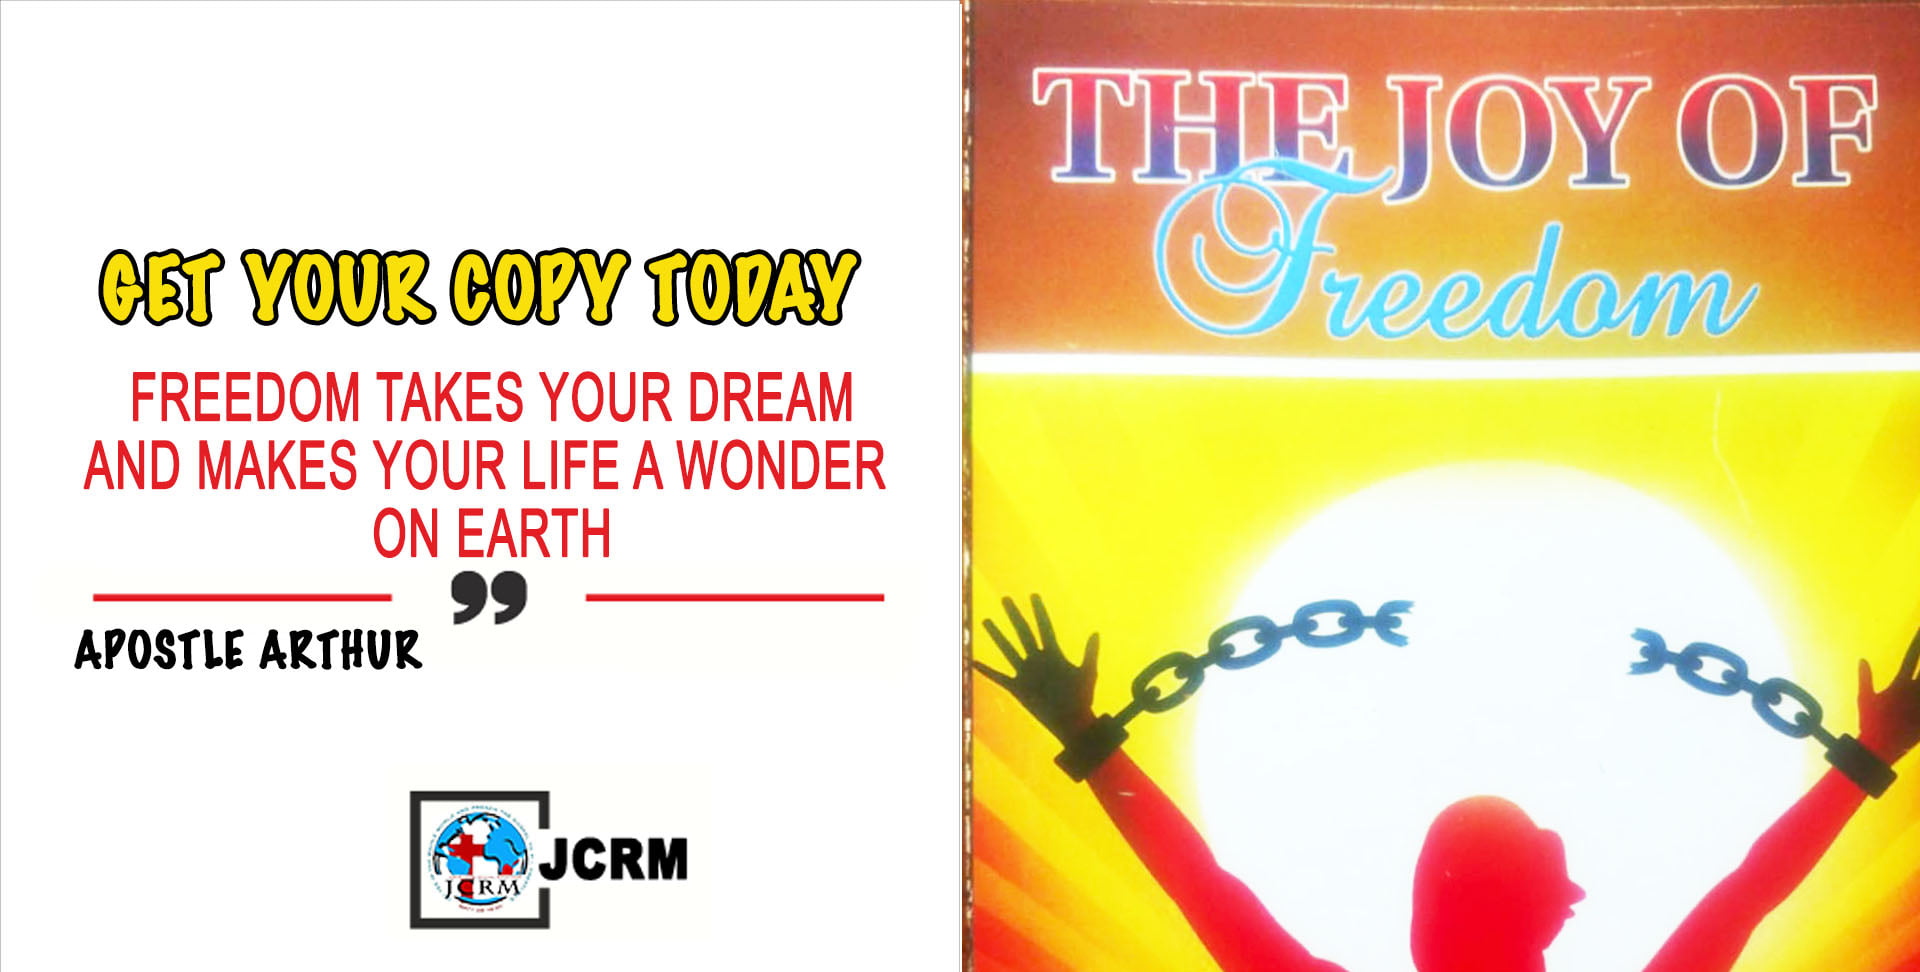 GET YOUR COPY TODAY
FREEDOM TAKES YOUR DREAM
AND MAKES YOUR LIFE A WONDER
ON EARTH
”
APOSTLE ARTHUR
JCRM
JCRM
THE JOY OF
Freedom